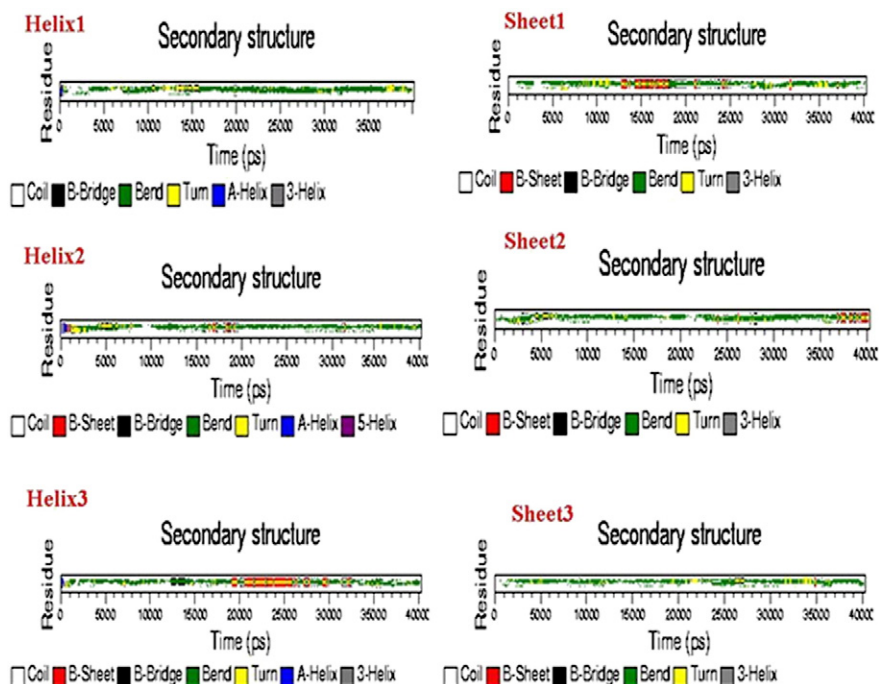 Helix1
Secondary structure
Residue
0 5000 10000 15000 20000 25000 30000 35000
Time (ps)
Coil B-Bridge Bend Turn A-Helix 3-Helix
Sheet1
Secondary structure
Residue
0 5000 10000 15000 20000 25000 30000 35000 4000
Time (ps)
Coil B-Sheet B-Bridge Bend Turn 3-Helix
Helix2
Secondary structure
Residue
0 5000 10000 15000 20000 25000 30000 35000 4000
Time (ps)
Coil B-Sheet B-Bridge Bend Turn A-Helix 5-Helix
Sheet2
Secondary structure
Residue
0 5000 10000 15000 20000 25000 30000 35000 4000
Time (ps)
Coil B-Sheet B-Bridge Bend Turn 3-Helix
Helix3
Secondary structure
Residue
0 5000 10000 15000 20000 25000 30000 35000 4000
Time (ps)
Coil B-Sheet B-Bridge Bend Turn A-Helix 3-Helix
Sheet3
Secondary structure
Residue
0 5000 10000 15000 20000 25000 30000 35000 4000
Time (ps)
Coil B-Sheet B-Bridge Bend Turn 3-Helix